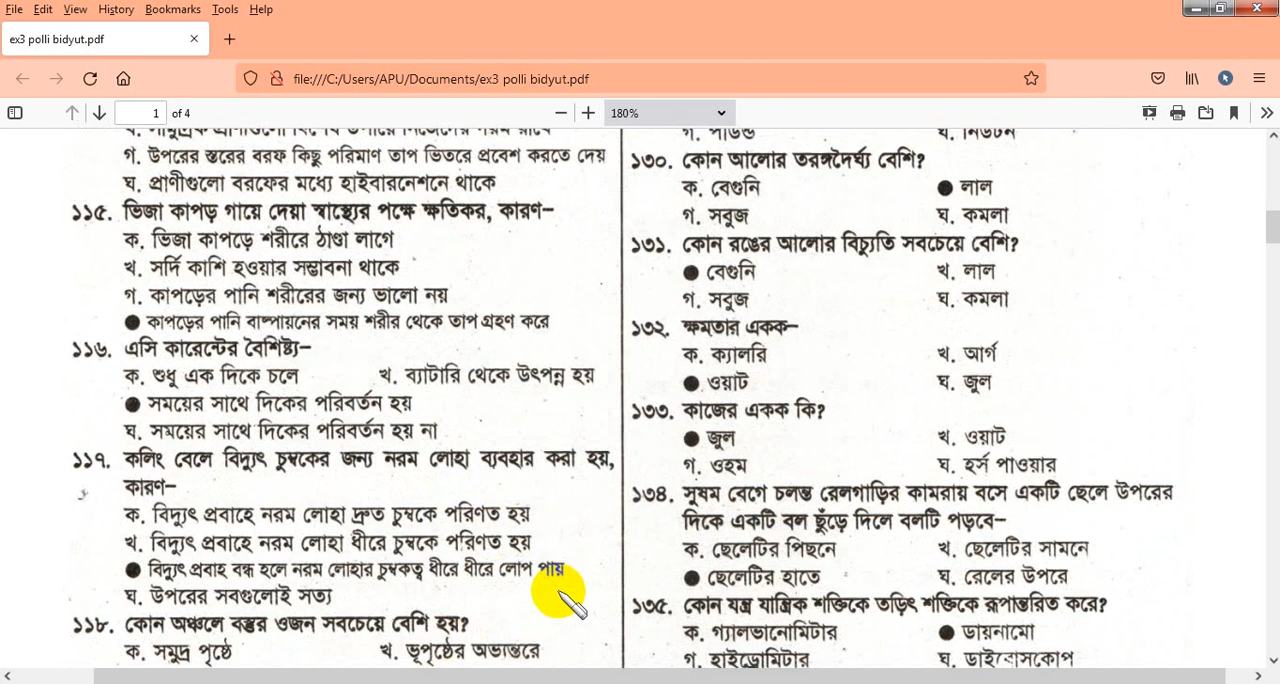 File Edit View History Bookmarks Tools Help
ex3 polli bidyut.pdf
file:///C:/Users/APU/Documents/ex3 polli bidyut.pdf
1 of 4
180%
গ. উপরের স্তরের বরফ কিছু পরিমাণ তাপ ভিতরে প্রবেশ করতে দেয়
ঘ. প্রাণীগুলো বরফের মধ্যে হাইবারনেশনে থাকে
১১৫. ভিজা কাপড় গায়ে দেয়া স্বাস্থ্যের পক্ষে ক্ষতিকর, কারণ–
ক. ভিজা কাপড়ে শরীরে ঠাণ্ডা লাগে
খ. সর্দি কাশি হওয়ার সম্ভাবনা থাকে
গ. কাপড়ের পানি শরীরের জন্য ভালো নয়
● কাপড়ের পানি বাষ্পায়নের সময় শরীর থেকে তাপ গ্রহণ করে
১১৬. এসি কারেন্টের বৈশিষ্ট্য–
ক. শুধু এক দিকে চলে খ. ব্যাটারি থেকে উৎপন্ন হয়
● সময়ের সাথে দিকের পরিবর্তন হয়
ঘ. সময়ের সাথে দিকের পরিবর্তন হয় না
১১৭. কলিং বেলে বিদ্যুৎ চুম্বকের জন্য নরম লোহা ব্যবহার করা হয়,
কারণ–
ক. বিদ্যুৎ প্রবাহে নরম লোহা দ্রুত চুম্বকে পরিণত হয়
খ. বিদ্যুৎ প্রবাহে নরম লোহা ধীরে চুম্বকে পরিণত হয়
● বিদ্যুৎ প্রবাহ বন্ধ হলে নরম লোহার চুম্বকত্ব ধীরে ধীরে লোপ পায়
ঘ. উপরের সবগুলোই সত্য
১১৮. কোন অঞ্চলে বস্তুর ওজন সবচেয়ে বেশি হয়?
ক. সমুদ্র পৃষ্ঠে খ. ভূপৃষ্ঠের অভ্যন্তরে
গ. পাউন্ড ঘ. নিউটন
১৩০. কোন আলোর তরঙ্গদৈর্ঘ্য বেশি?
ক. বেগুনি ● লাল
গ. সবুজ ঘ. কমলা
১৩১. কোন রঙের আলোর বিচ্যুতি সবচেয়ে বেশি?
● বেগুনি খ. লাল
গ. সবুজ ঘ. কমলা
১৩২. ক্ষমতার একক–
ক. ক্যালরি খ. আর্গ
● ওয়াট ঘ. জুল
১৩৩. কাজের একক কি?
● জুল খ. ওয়াট
গ. ওহম ঘ. হর্স পাওয়ার
১৩৪. সুষম বেগে চলন্ত রেলগাড়ির কামরায় বসে একটি ছেলে উপরের
দিকে একটি বল ছুঁড়ে দিলে বলটি পড়বে–
ক. ছেলেটির পিছনে খ. ছেলেটির সামনে
● ছেলেটির হাতে ঘ. রেলের উপরে
১৩৫. কোন যন্ত্র যান্ত্রিক শক্তিকে তড়িৎ শক্তিকে রূপান্তরিত করে?
ক. গ্যালভানোমিটার ● ডায়নামো
গ. হাইড্রোমিটার ঘ.